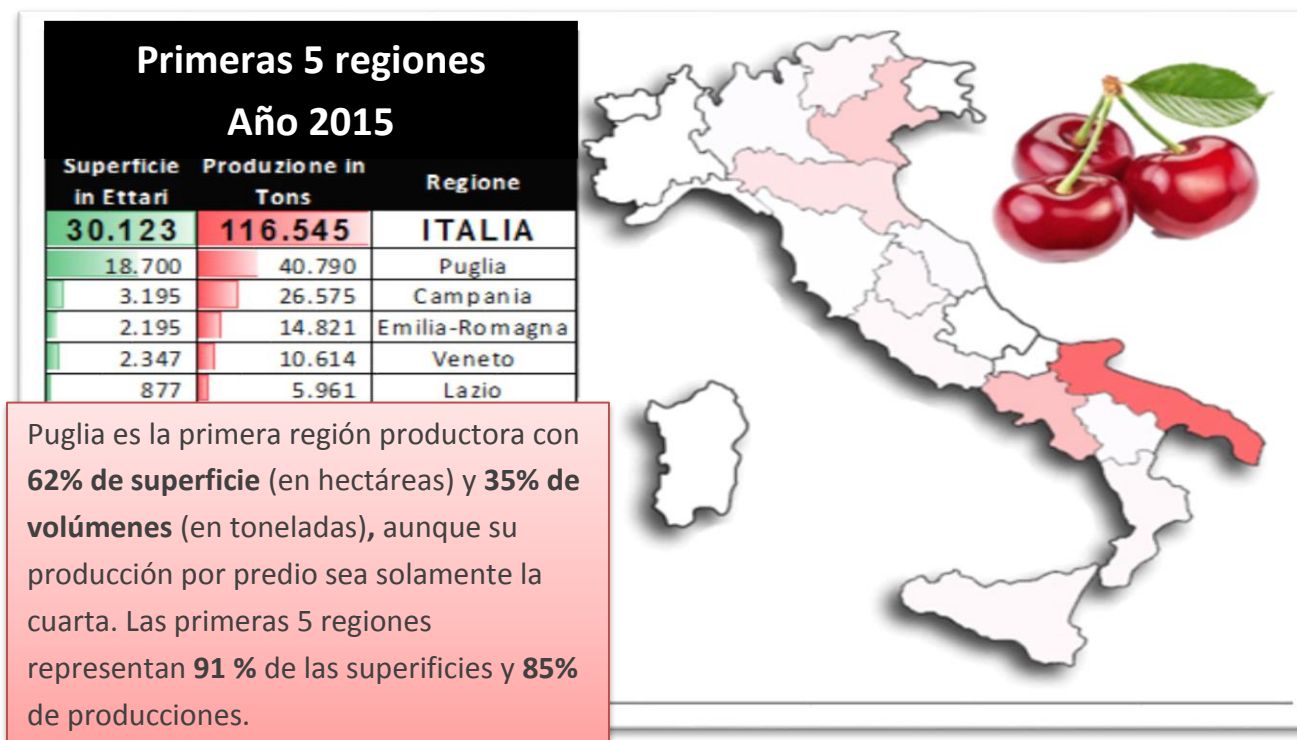 Primeras 5 regiones
Año 2015
Superficie in Ettari Produzione in Tons Regione
30.123 116.545 ITALIA
18.700 40.790 Puglia
3.195 26.575 Campania
2.195 14.821 Emilia-Romagna
2.347 10.614 Veneto
877 5.961 Lazio
Puglia es la primera región productora con
62% de superficie (en hectáreas) y 35% de
volúmenes (en toneladas), aunque su
producción por predio sea solamente la
cuarta. Las primeras 5 regiones
representan 91 % de las superificies y 85%
de producciones.